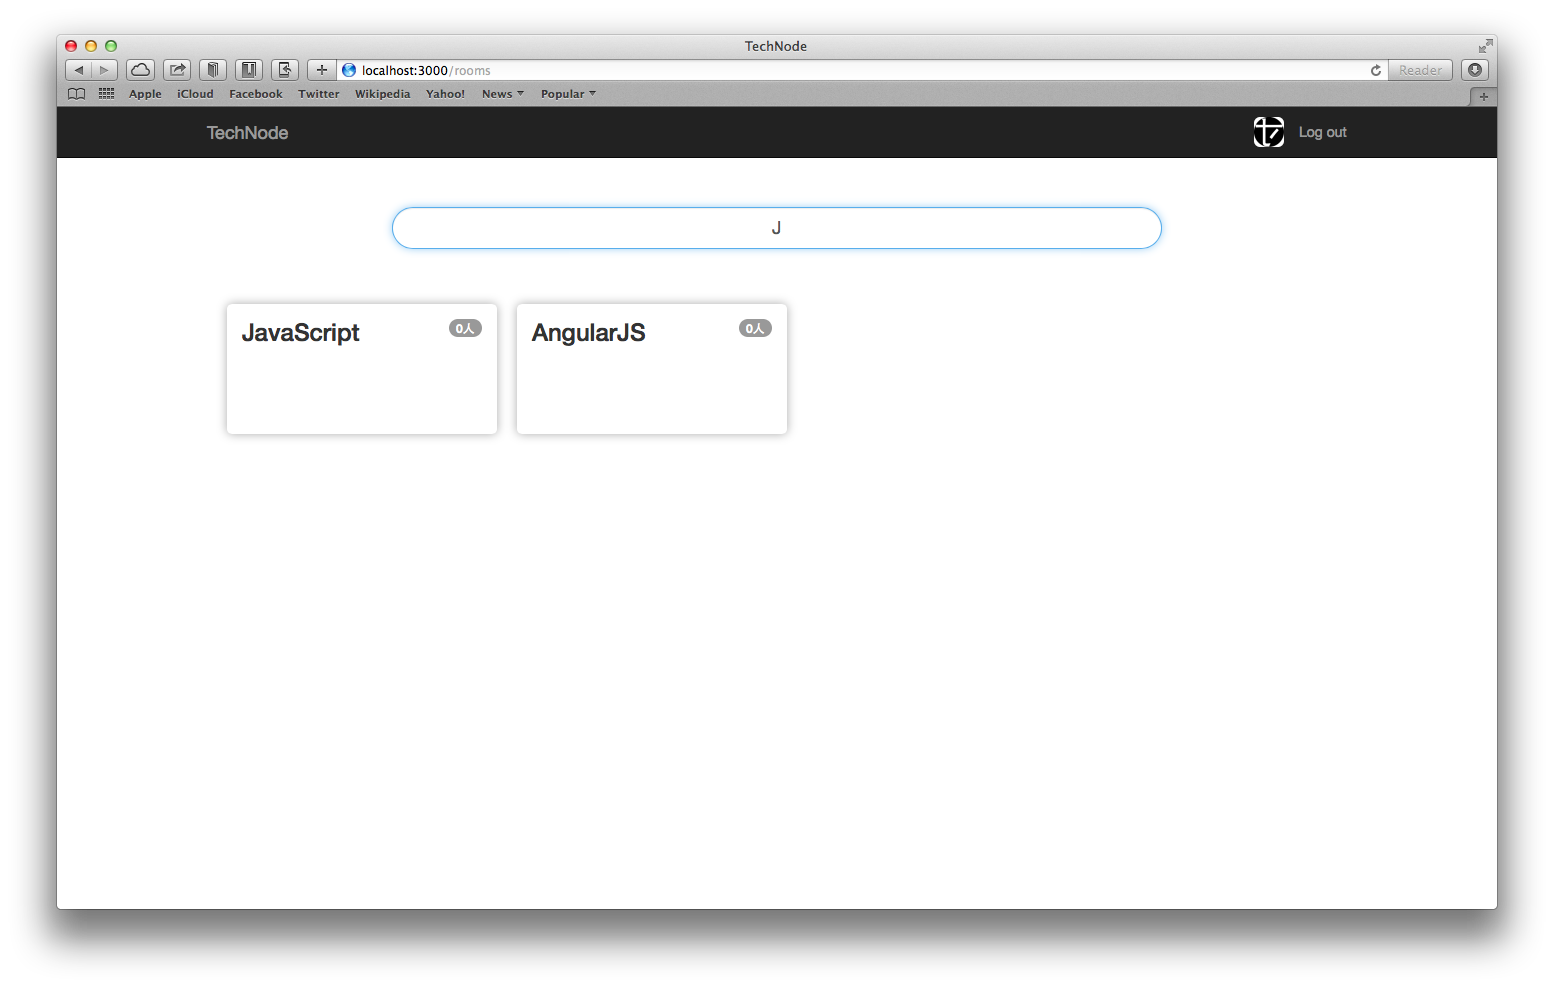 TechNode
localhost:3000/rooms
Reader
Apple iCloud Facebook Twitter Wikipedia Yahoo! News Popular
TechNode
Log out
J
JavaScript
0人
AngularJS
0人